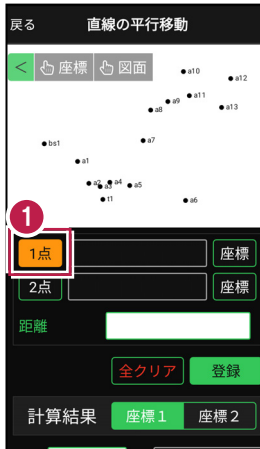 戻る 直線の平行移動
< 座標 図面
a10
a12
a11
a9
a13
a8
a7
bs1
a1
a2 a4
a3 a5
t1
a6
1
1点 座標
2点 座標
距離
全クリア 登録
計算結果 座標1 座標2